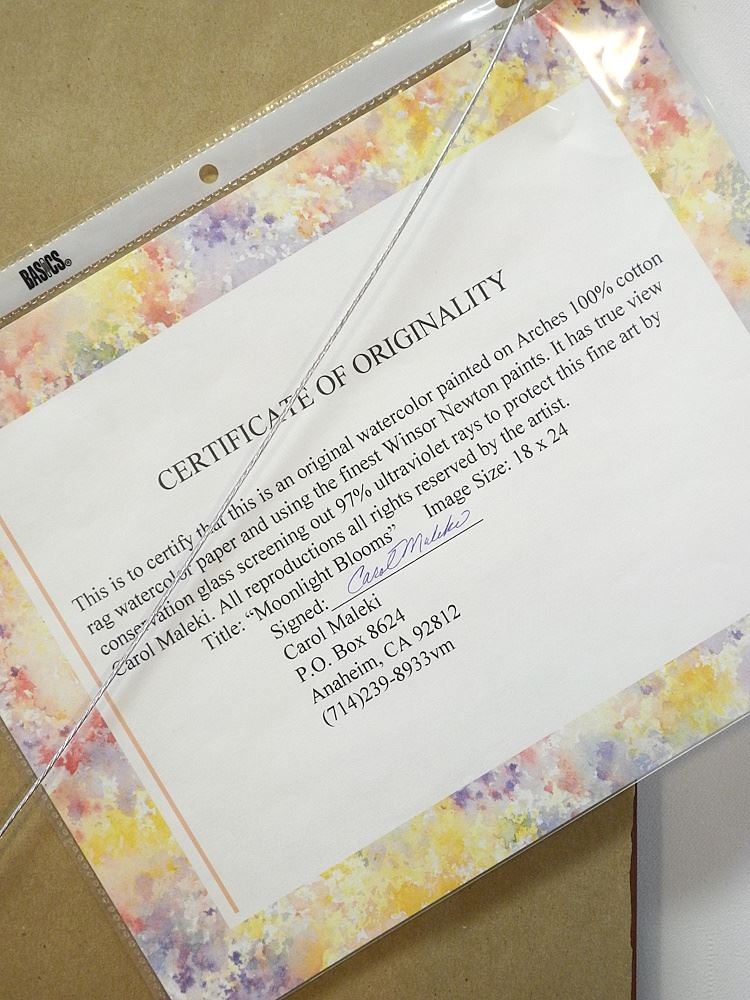 BASICS®
CERTIFICATE OF ORIGINALITY
This is to certify that this is an original watercolor painted on Arches 100% cotton
rag watercolor paper and using the finest Winsor Newton paints. It has true view
conservation glass screening out 97% ultraviolet rays to protect this fine art by
Carol Maleki. All reproductions all rights reserved by the artist.
Title: “Moonlight Blooms” Image Size: 18 x 24
Signed: Carol Maleki
Carol Maleki
P.O. Box 8624
Anaheim, CA 92812
(714)239-8933vm